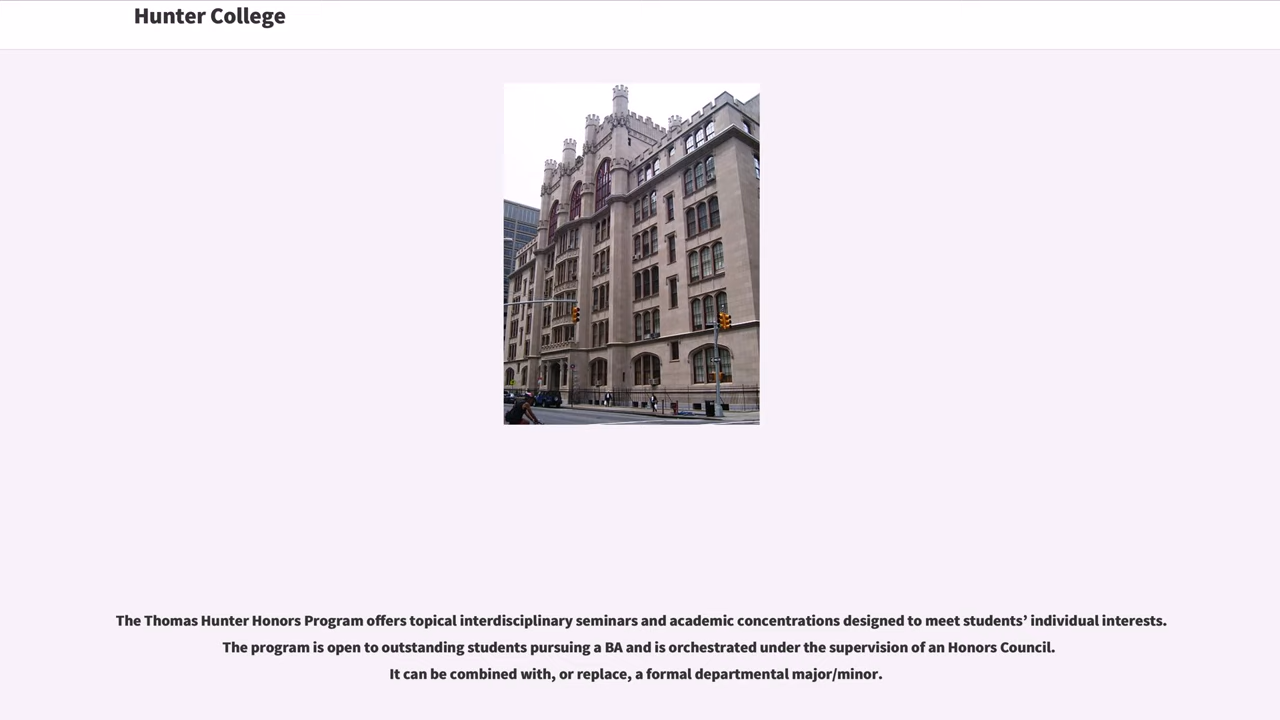 Hunter College
The Thomas Hunter Honors Program offers topical interdisciplinary seminars and academic concentrations designed to meet students’ individual interests.
The program is open to outstanding students pursuing a BA and is orchestrated under the supervision of an Honors Council.
It can be combined with, or replace, a formal departmental major/minor.